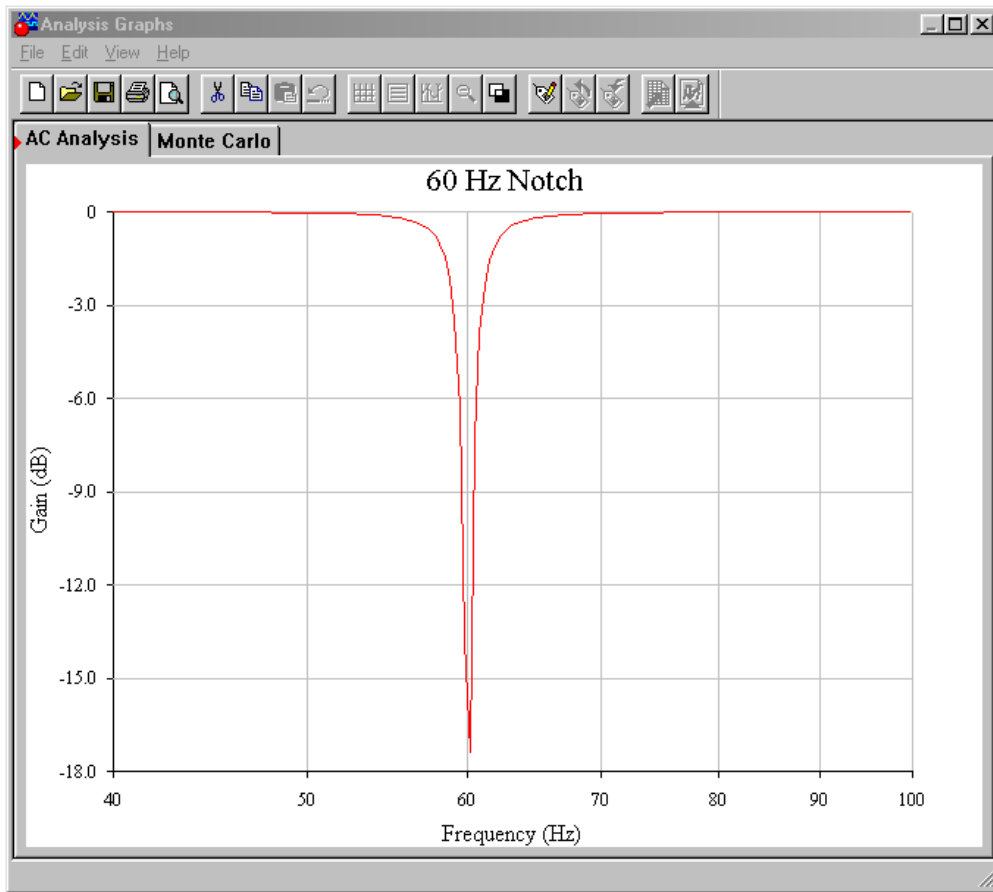 Analysis Graphs
File Edit View Help
AC Analysis Monte Carlo
60 Hz Notch
0
-3.0
-6.0
-9.0
-12.0
-15.0
-18.0
Gain (dB)
40 50 60 70 80 90 100
Frequency (Hz)